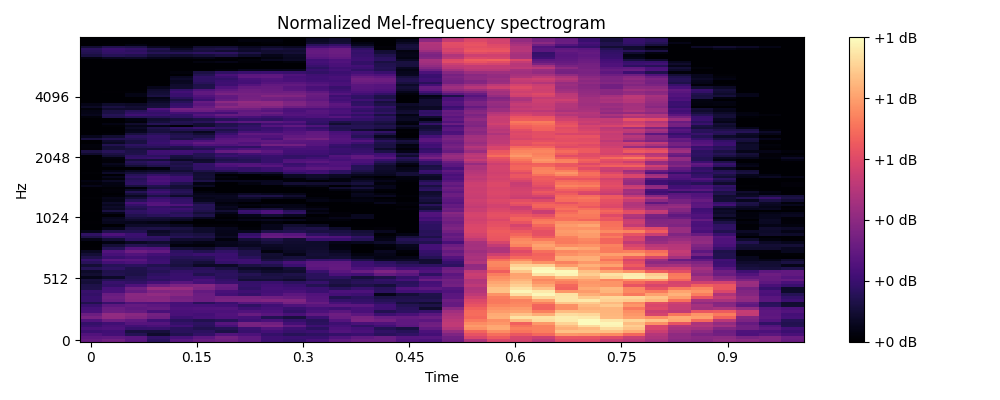 Normalized Mel-frequency spectrogram
Hz
4096
2048
1024
512
0
0 0.15 0.3 0.45 0.6 0.75 0.9
Time
+1 dB
+1 dB
+1 dB
+0 dB
+0 dB
+0 dB